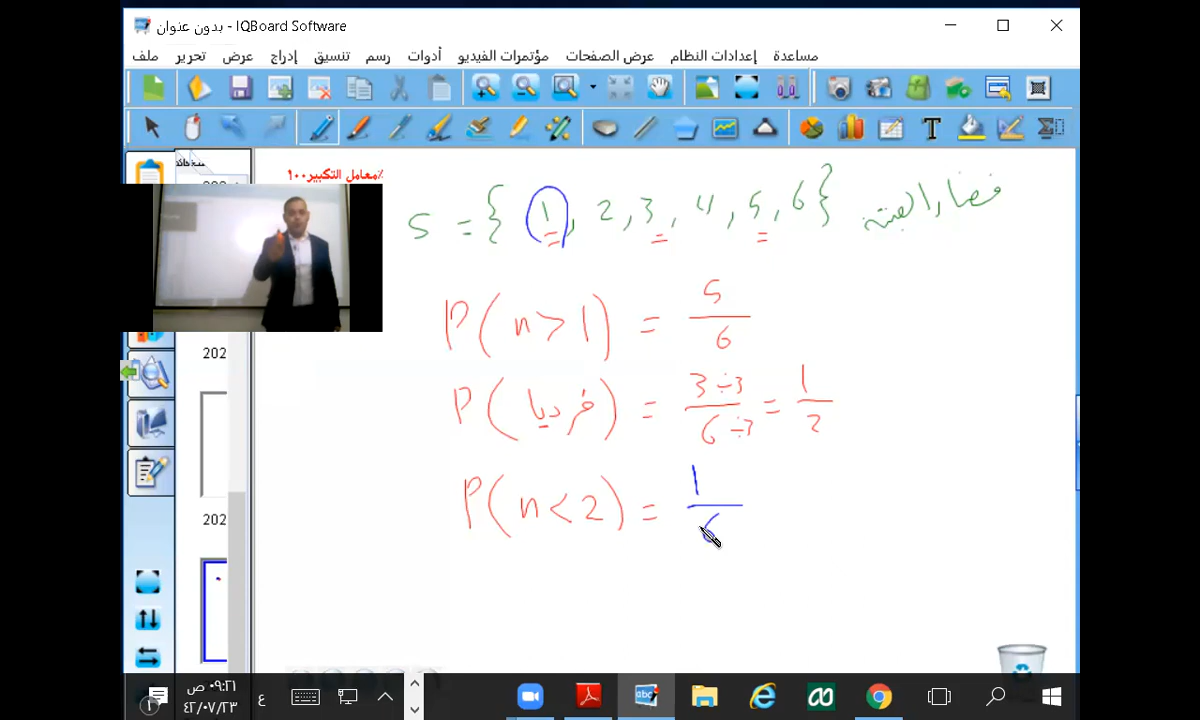 بدون عنوان - IQBoard Software
ملف تحرير عرض إدراج تنسيق رسم أدوات مؤتمرات الفيديو عرض الصفحات إعدادات النظام مساعدة
معامل التكبير١٠٠٪
S = { 1, 2, 3, 4, 5, 6 } فضاء العينة
P(n > 1) = 5/6
P(فرديا) = 3÷3/6÷3 = 1/2
P(n < 2) = 1/6
202
202
٠٩:٢١ ص
٤٢/٠٧/٢٣
ع